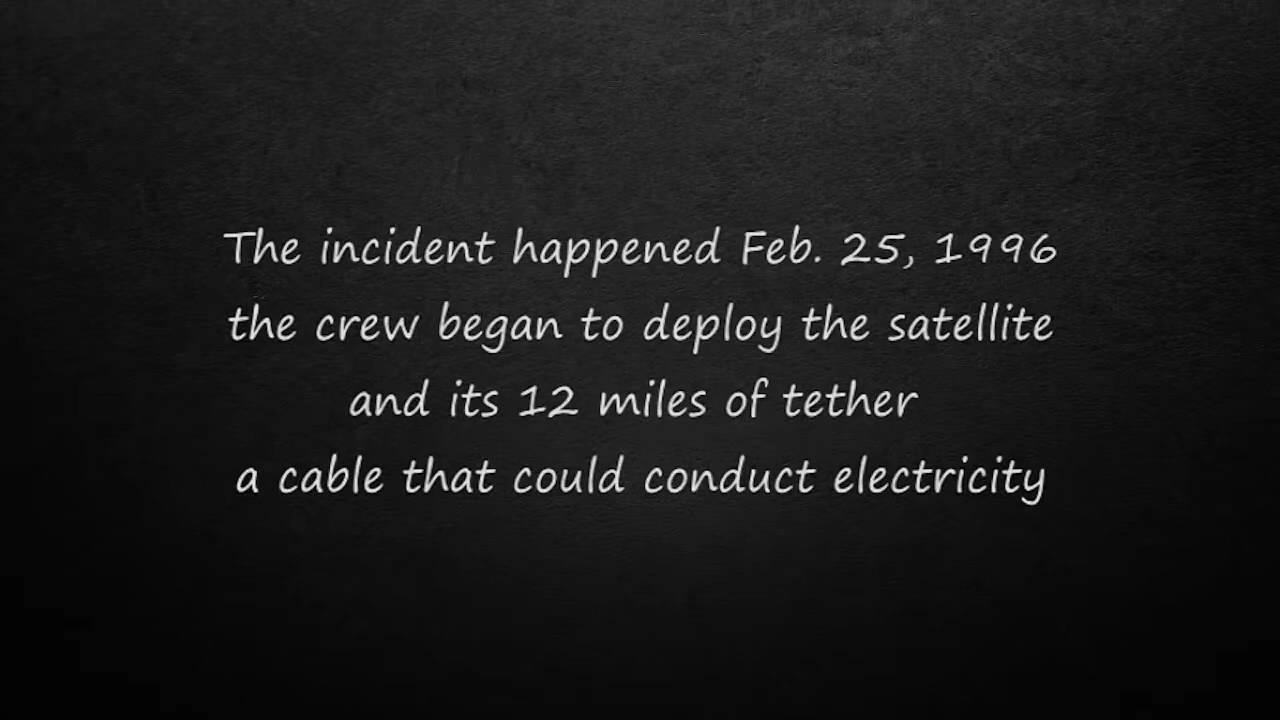 The incident happened Feb. 25, 1996
the crew began to deploy the satellite
and its 12 miles of tether
a cable that could conduct electricity